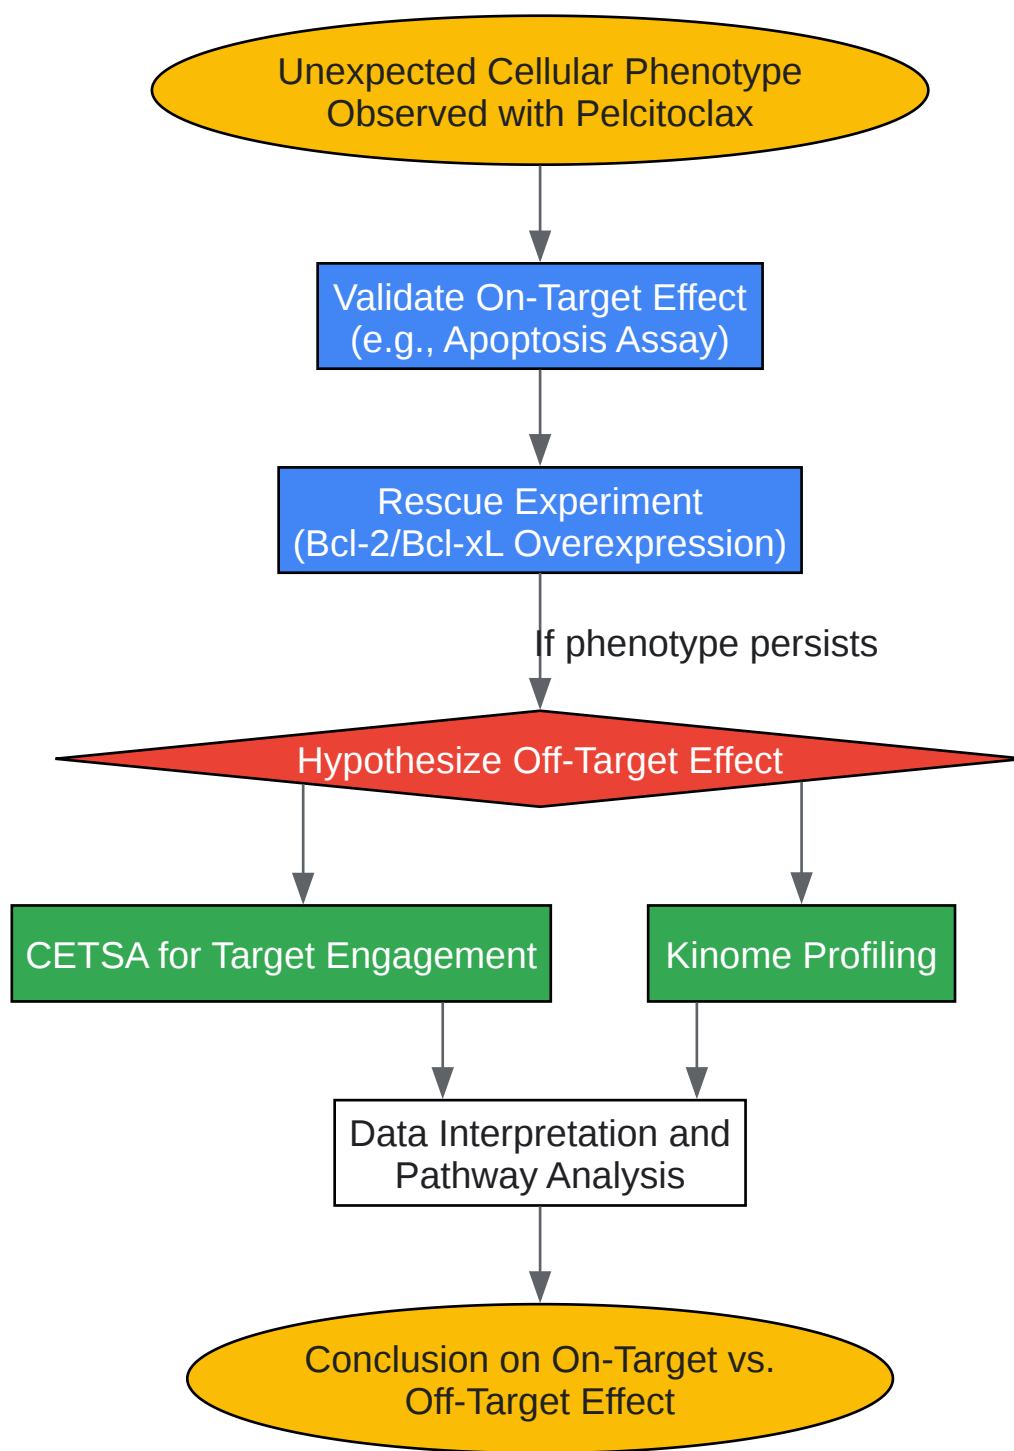 Unexpected Cellular Phenotype
Observed with Pelcitoclax
Validate On-Target Effect
(e.g., Apoptosis Assay)
Rescue Experiment
(Bcl-2/Bcl-xL Overexpression)
If phenotype persists
Hypothesize Off-Target Effect
CETSA for Target Engagement
Kinome Profiling
Data Interpretation and
Pathway Analysis
Conclusion on On-Target vs.
Off-Target Effect